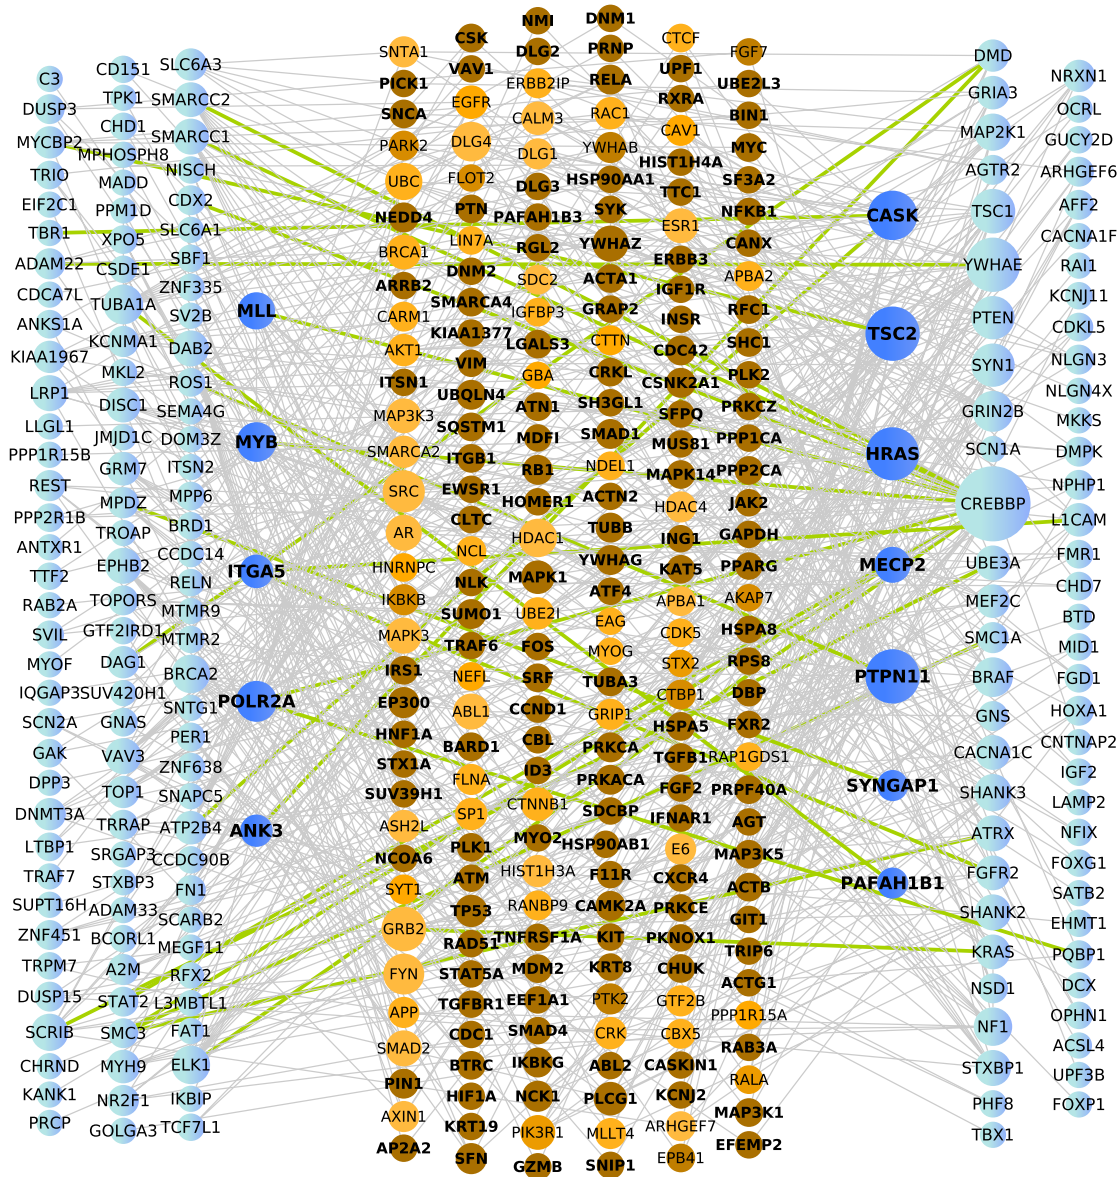 C3
DUSP3
MYCBP2
TRIO
EIF2C1
TBR1
ADAM22
CDCA7L
ANKS1A
KIAA1967
LRP1
LLGL1
PPP1R15B
REST
PPP2R1B
ANTXR1
TTF2
RAB2A
SVIL
MYOF
IQGAP3
SCN2A
GAK
DPP3
DNMT3A
LTBP1
TRAF7
SUPT16H
ZNF451
TRPM7
DUSP15
SCRIB
CHRND
KANK1
PRCP
CD151
TPK1
CHD1
MPHOSPH8
MADD
PPM1D
XPO5
CSDE1
TUBA1A
KCNMA1
MKL2
DISC1
JMJD1C
GRM7
MPDZ
TROAP
EPHB2
TOPORS
GTF2IRD1
DAG1
SUV420H1
GNAS
VAV3
TOP1
TRRAP
SRGAP3
STXBP3
ADAM33
BCORL1
A2M
STAT2
SMC3
MYH9
NR2F1
GOLGA3
SLC6A3
SMARCC2
SMARCC1
NISCH
CDX2
SLC6A1
SBF1
ZNF335
SV2B
DAB2
ROS1
SEMA4G
DOM3Z
ITSN2
MPP6
BRD1
CCDC14
RELN
MTMR9
MTMR2
BRCA2
SNTG1
PER1
ZNF638
SNAPC5
ATP2B4
CCDC90B
FN1
SCARB2
MEGF11
RFX2
L3MBTL1
FAT1
ELK1
IKBIP
TCF7L1
MLL
MYB
ITGA5
POLR2A
ANK3
SNTA1
PICK1
SNCA
PARK2
UBC
NEDD4
BRCA1
ARRB2
CARM1
AKT1
ITSN1
MAP3K3
SMARCA2
SRC
AR
HNRNPC
IKBKB
MAPK3
IRS1
EP300
HNF1A
STX1A
SUV39H1
ASH2L
NCOA6
SYT1
GRB2
FYN
APP
SMAD2
PIN1
AXIN1
AP2A2
CSK
VAV1
EGFR
DLG4
FLOT2
PTN
LIN7A
DNM2
SMARCA4
KIAA1377
VIM
UBQLN4
SQSTM1
ITGB1
EWSR1
CLTC
NCL
NLK
SUMO1
TRAF6
NEFL
ABL1
BARD1
FLNA
SP1
PLK1
ATM
TP53
RAD51
STAT5A
TGFBR1
CDC1
BTRC
HIF1A
KRT19
SFN
NMI
DLG2
ERBB2IP
CALM3
DLG1
DLG3
PAFAH1B3
RGL2
SDC2
IGFBP3
LGALS3
GBA
ATN1
MDFI
RB1
HOMER1
HDAC1
MAPK1
UBE2I
FOS
SRF
CCND1
CBL
ID3
CTNNB1
MYO2
HIST1H3A
RANBP9
TNFRSF1A
MDM2
EEF1A1
SMAD4
IKBKG
NCK1
PIK3R1
GZMB
DNM1
PRNP
RELA
RAC1
YWHAB
HSP90AA1
SYK
YWHAZ
ACTA1
GRAP2
CTTN
CRKL
SH3GL1
SMAD1
NDEL1
ACTN2
TUBB
YWHAG
ATF4
EAG
MYOG
TUBA3
GRIP1
PRKCA
PRKACA
SDCBP
HSP90AB1
F11R
CAMK2A
KIT
KRT8
PTK2
CRK
ABL2
PLCG1
MLLT4
SNIP1
CTCF
UPF1
RXRA
CAV1
HIST1H4A
TTC1
ESR1
ERBB3
IGF1R
INSR
CDC42
CSNK2A1
SFPQ
MUS81
MAPK14
HDAC4
ING1
KAT5
APBA1
CDK5
STX2
CTBP1
HSPA5
TGFB1
FGF2
IFNAR1
E6
CXCR4
PRKCE
PKNOX1
CHUK
GTF2B
CBX5
CASKIN1
KCNJ2
ARHGEF7
EPB41
FGF7
UBE2L3
BIN1
MYC
SF3A2
NFKB1
CANX
APBA2
RFC1
SHC1
PLK2
PRKCZ
PPP1CA
PPP2CA
JAK2
GAPDH
PPARG
AKAP7
HSPA8
RPS8
DBP
FXR2
RAP1GDS1
PRPF40A
AGT
MAP3K5
ACTB
GIT1
TRIP6
ACTG1
PPP1R15A
RAB3A
RALA
MAP3K1
EFEMP2
CASK
TSC2
HRAS
MECP2
PTPN11
SYNGAP1
PAFAH1B1
DMD
GRIA3
MAP2K1
AGTR2
TSC1
YWHAE
PTEN
SYN1
GRIN2B
SCN1A
CREBBP
UBE3A
MEF2C
SMC1A
BRAF
GNS
CACNA1C
SHANK3
ATRX
FGFR2
SHANK2
KRAS
NSD1
NF1
STXBP1
PHF8
TBX1
NRXN1
OCRL
GUCY2D
ARHGEF6
AFF2
CACNA1F
RAI1
KCNJ11
CDKL5
NLGN3
NLGN4X
MKKS
DMPK
NPHP1
L1CAM
FMR1
CHD7
BTD
MID1
FGD1
HOXA1
CNTNAP2
IGF2
LAMP2
NFIX
FOXG1
SATB2
EHMT1
PQBP1
DCX
OPHN1
ACSL4
UPF3B
FOXP1